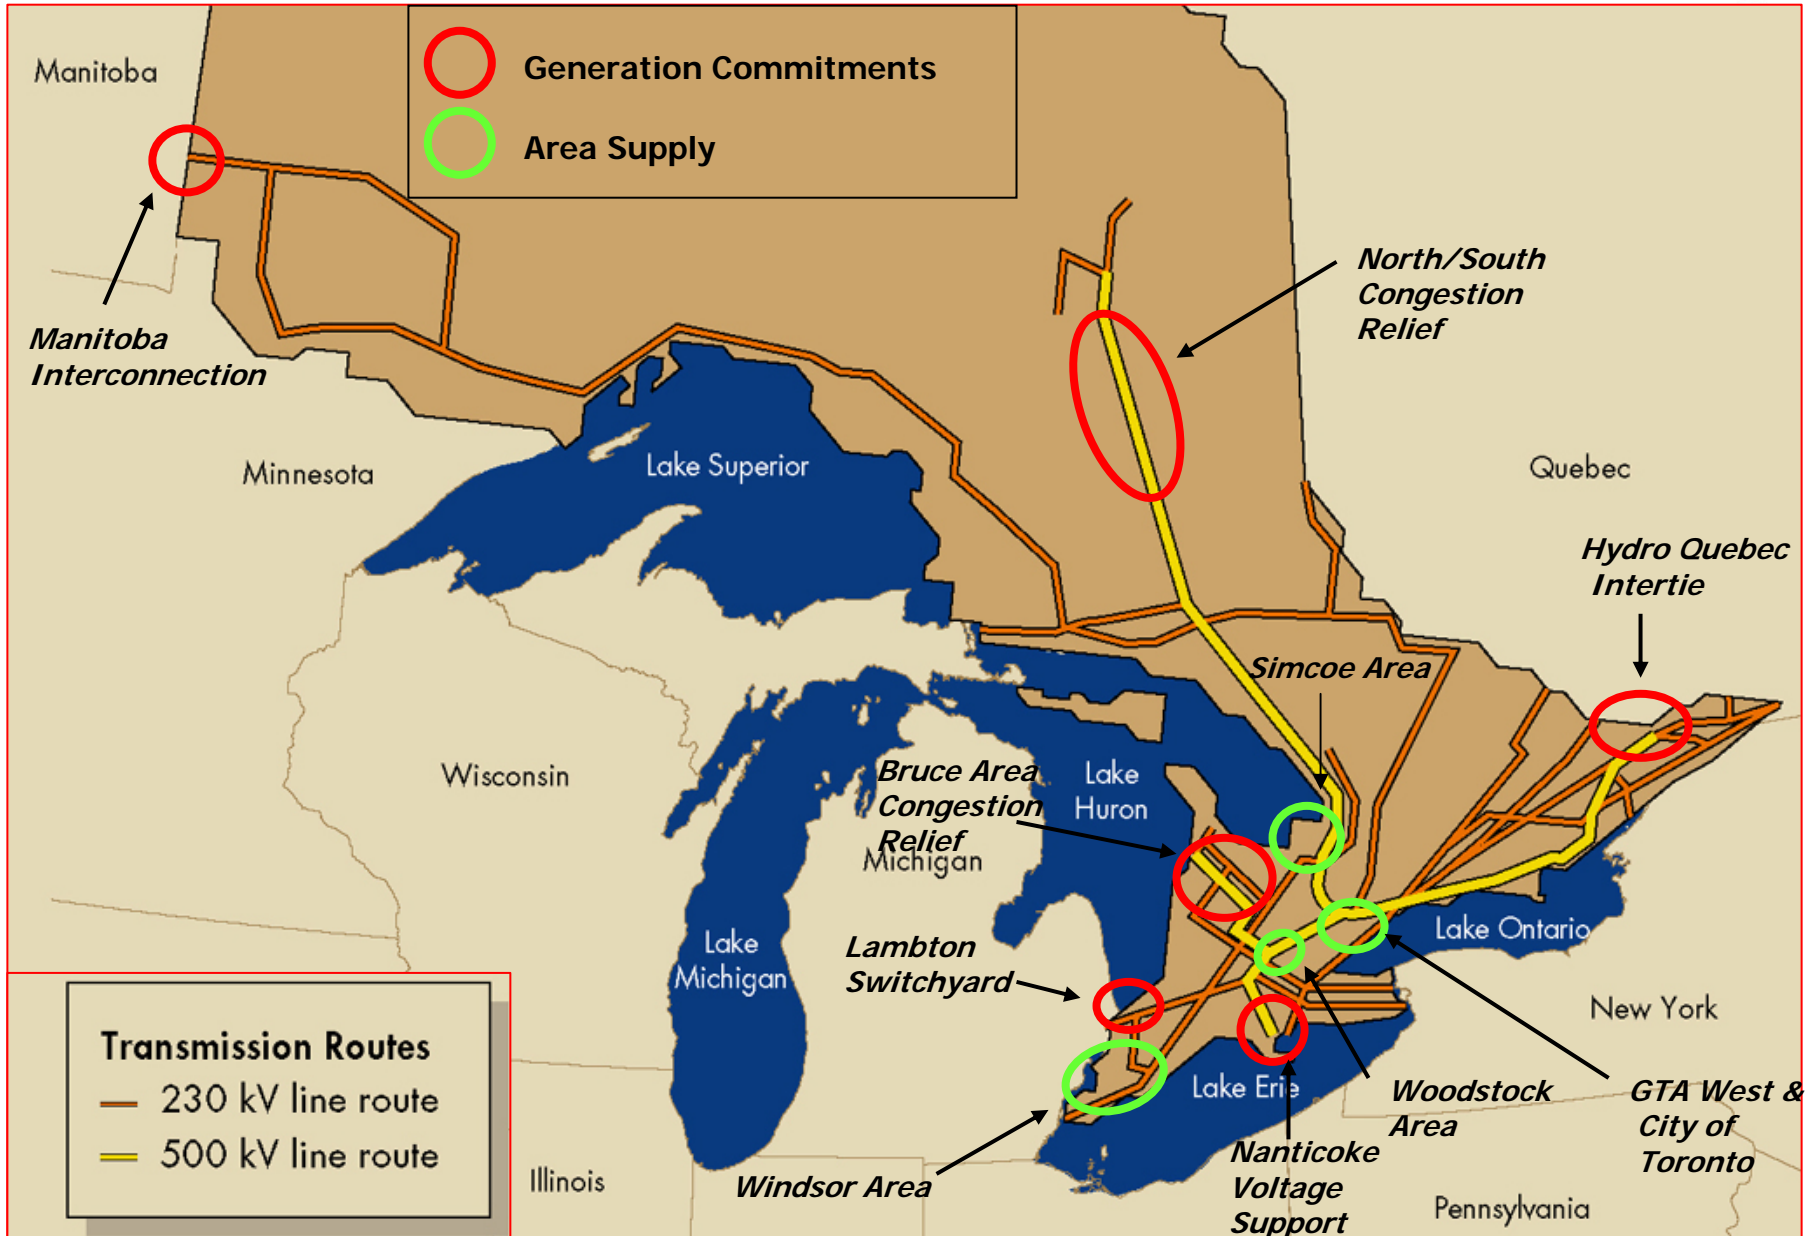 Manitoba
Generation Commitments
Area Supply
North/South
Congestion
Relief
Manitoba
Interconnection
Minnesota
Lake Superior
Quebec
Hydro Quebec
Intertie
Simcoe Area
Wisconsin
Bruce Area
Congestion
Relief
Lake
Huron
Michigan
Lake
Michigan
Lambton
Switchyard
Lake Ontario
New York
Transmission Routes
230 kV line route
500 kV line route
Lake Erie
Woodstock
Area
GTA West &
City of
Toronto
Illinois
Windsor Area
Nanticoke
Voltage
Support
Pennsylvania